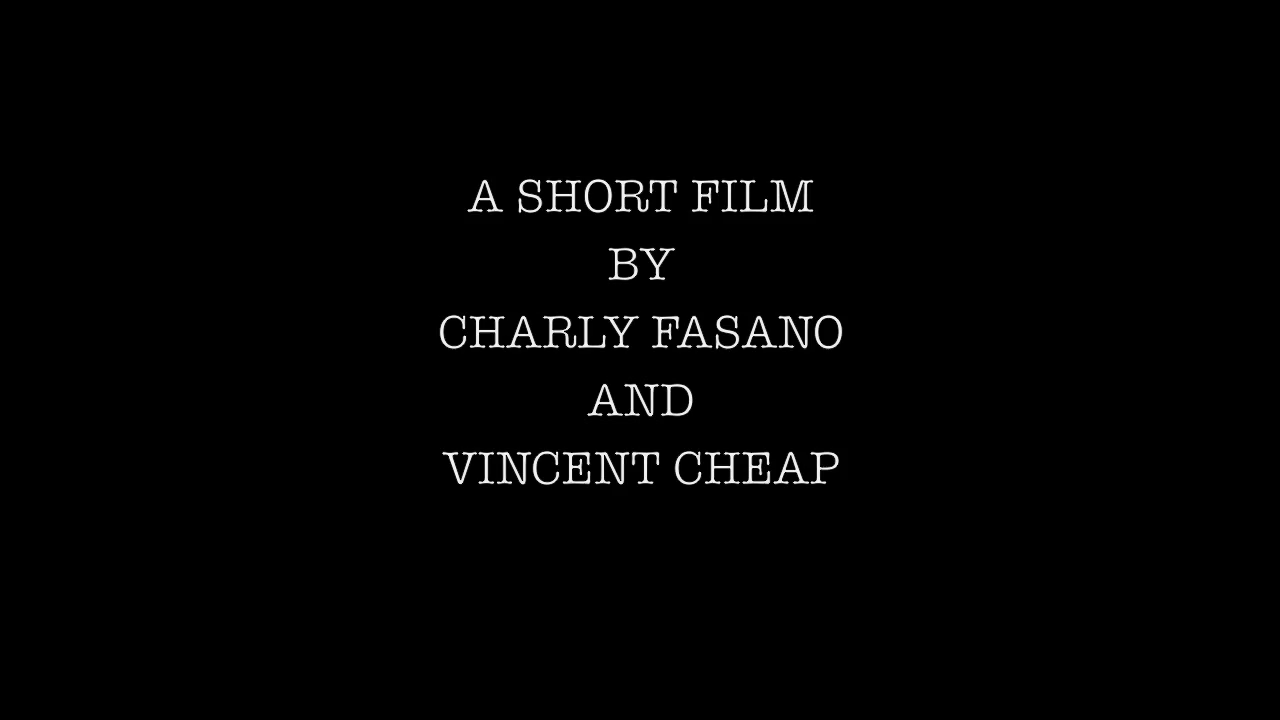 A SHORT FILM
BY
CHARLY FASANO
AND
VINCENT CHEAP